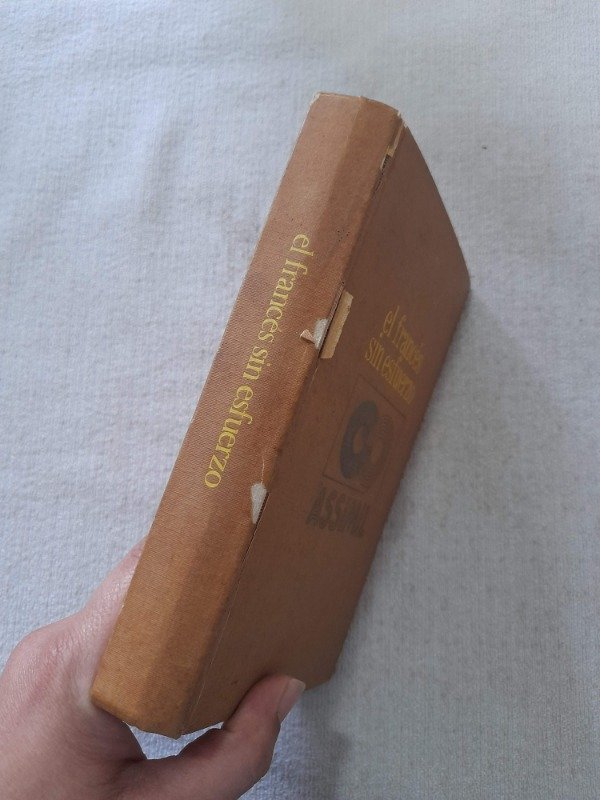 el francés sin esfuerzo
el francés
sin esfuerzo
ASSIMIL